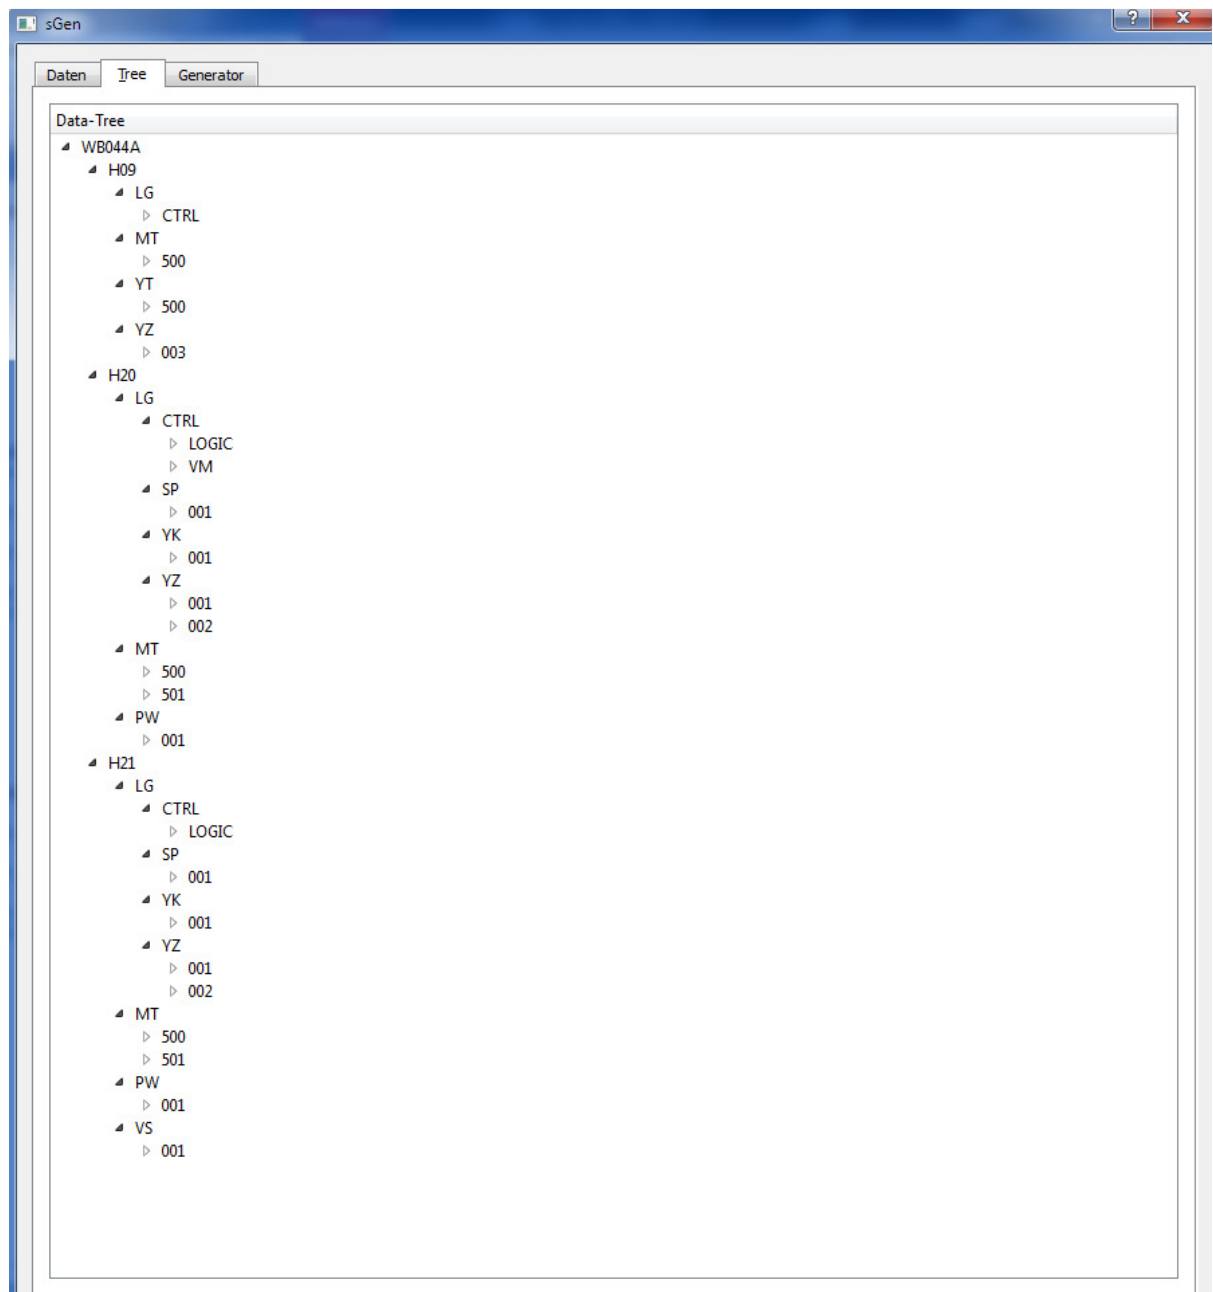 sGen
?
Daten Tree Generator
Data-Tree
WB044A
H09
LG
CTRL
MT
500
YT
500
YZ
003
H20
LG
CTRL
LOGIC
VM
SP
001
YK
001
YZ
001
002
MT
500
501
PW
001
H21
LG
CTRL
LOGIC
SP
001
YK
001
YZ
001
002
MT
500
501
PW
001
VS
001